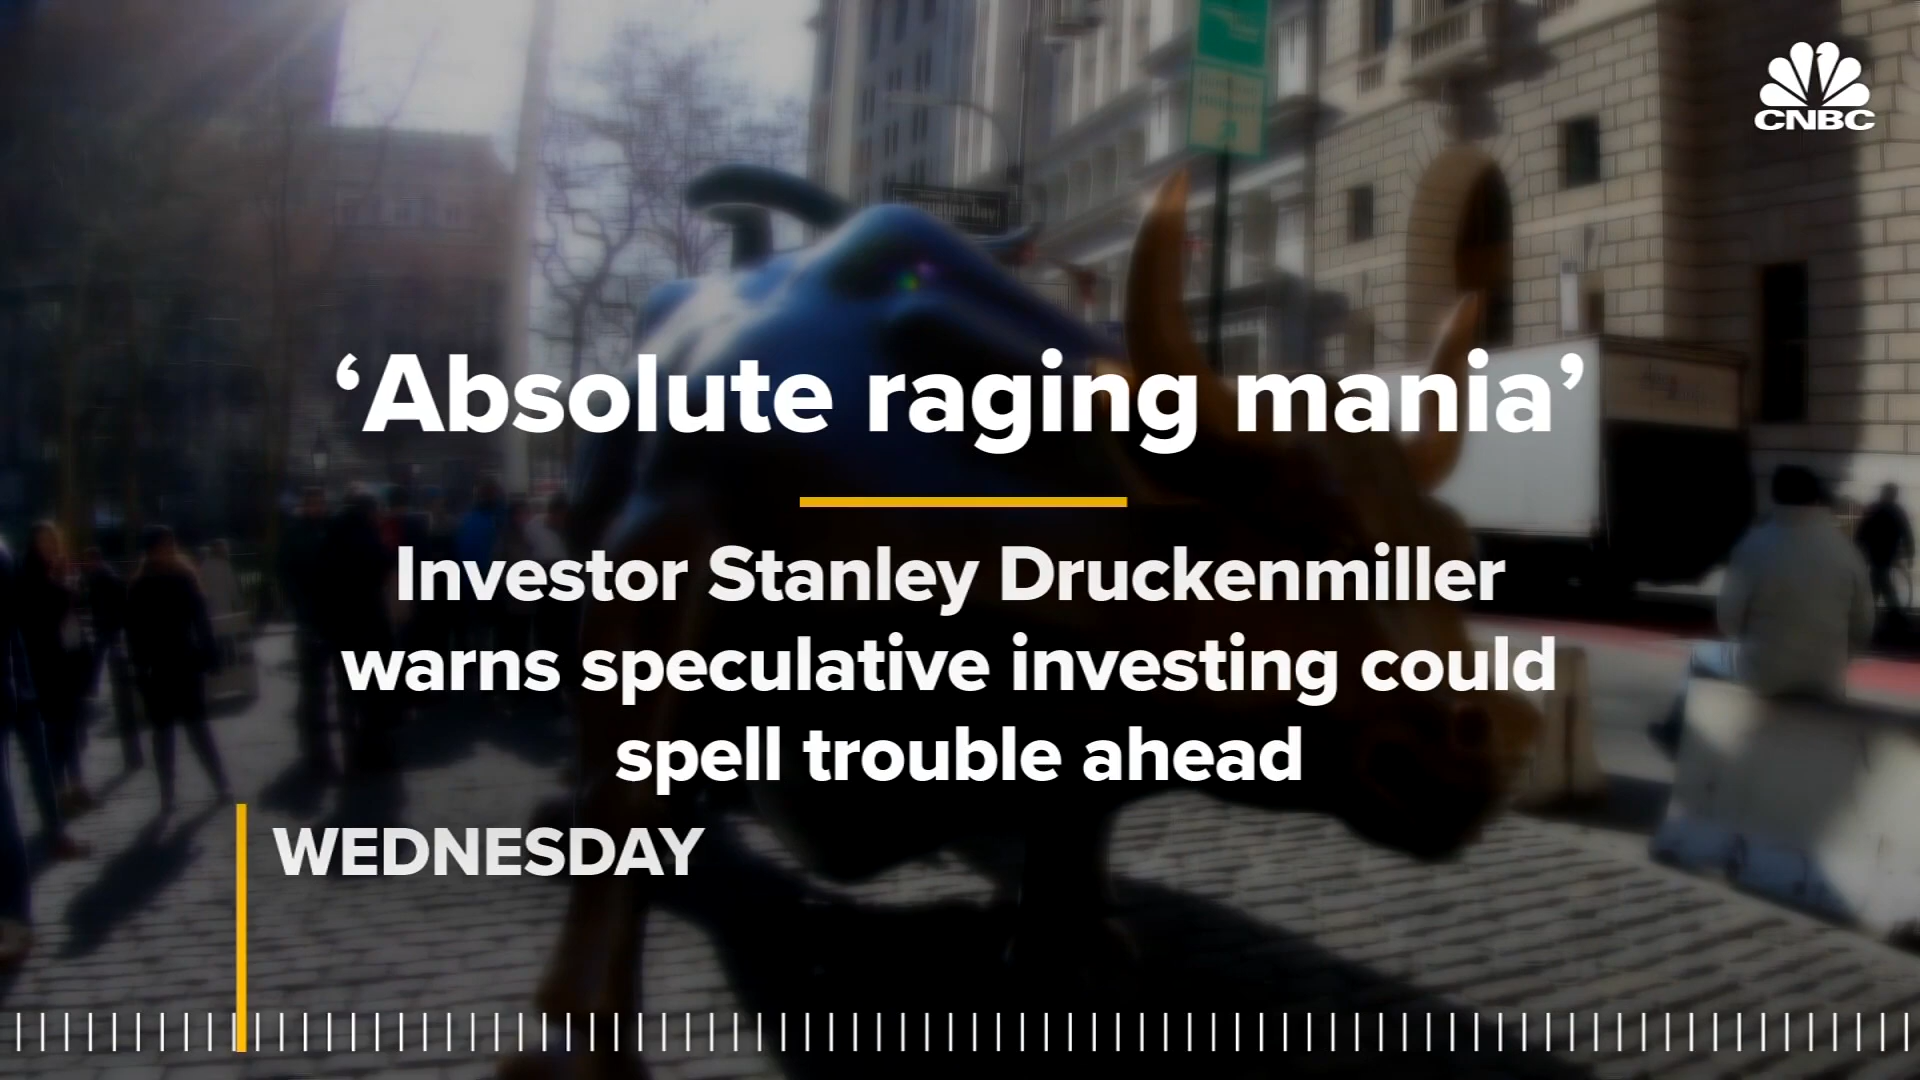 CNBC
‘Absolute raging mania’
Investor Stanley Druckenmiller
warns speculative investing could
spell trouble ahead
WEDNESDAY